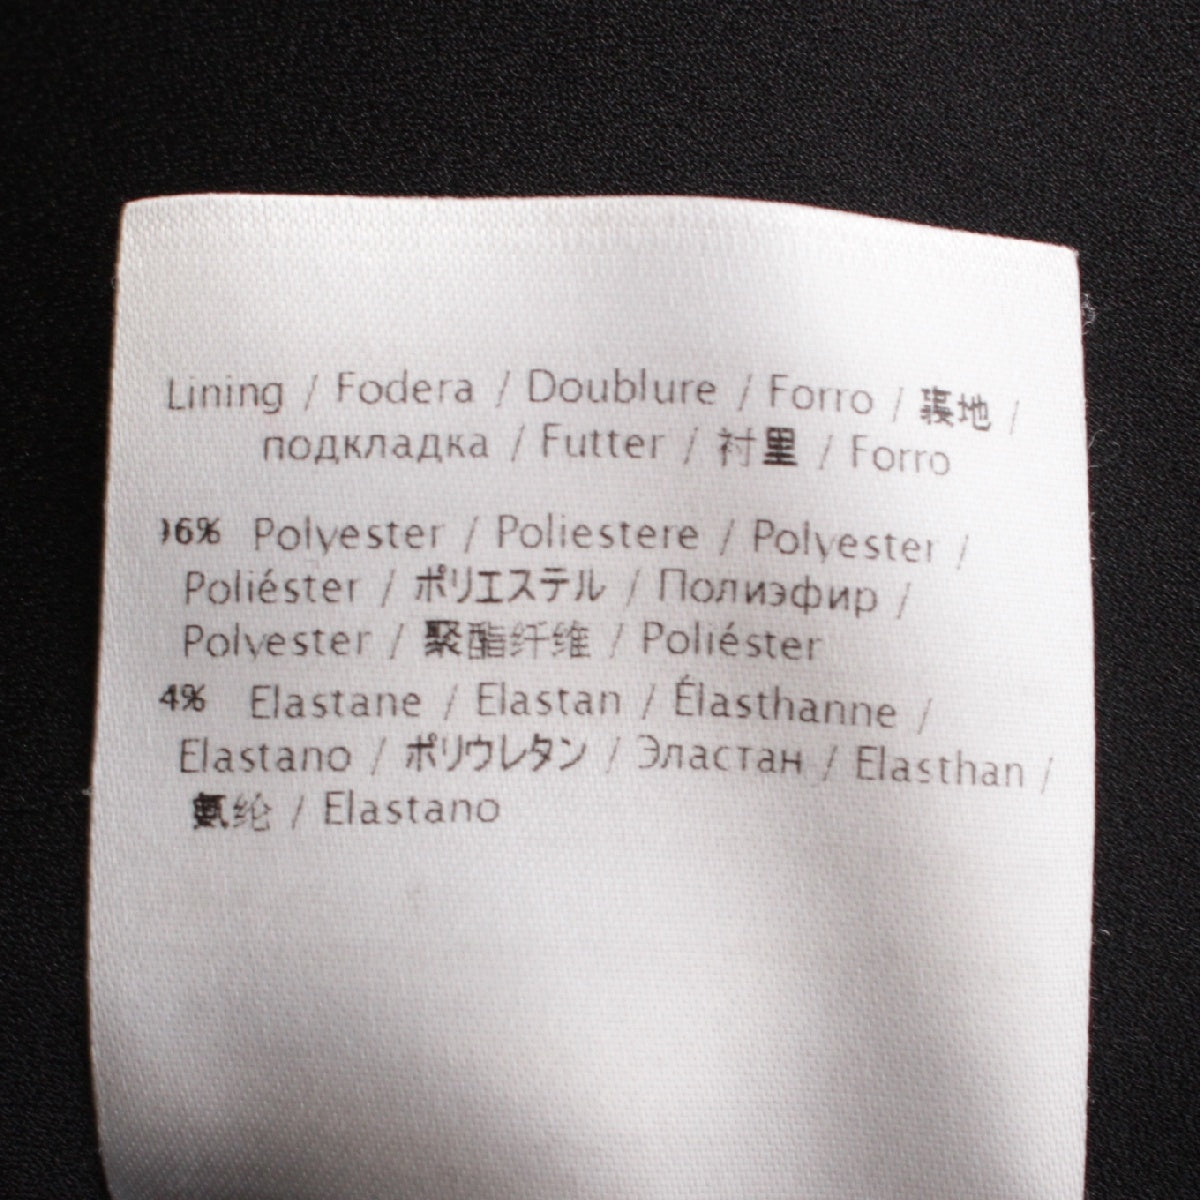 Lining / Fodera / Doublure / Forro / 裏地 /
подкладка / Futter / 衬里 / Forro
96% Polyester / Poliestere / Polyester /
Poliéster / ポリエステル / Полиэфир /
Polyester / 聚酯纤维 / Poliéster
4% Elastane / Elastan / Élasthanne /
Elastano / ポリウレタン / Эластан / Elasthan /
氨纶 / Elastano